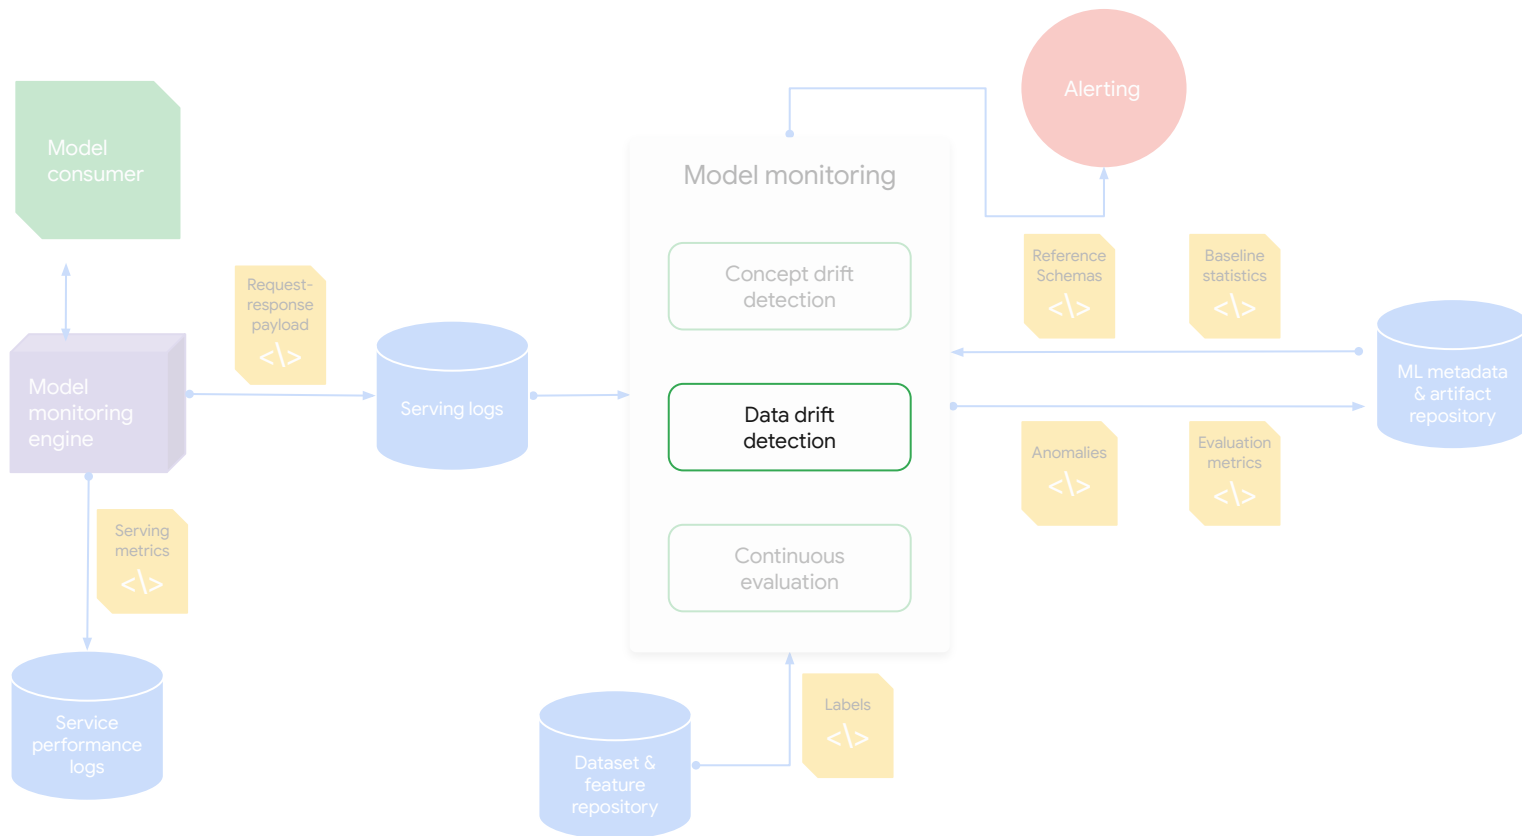 Alerting
Model
consumer
Model monitoring
Concept drift
detection
Data drift
detection
Continuous
evaluation
Request-
response
payload
</>
Reference
Schemas
</>
Baseline
statistics
</>
Model
monitoring
engine
Serving logs
ML metadata
& artifact
repository
Anomalies
</>
Evaluation
metrics
</>
Serving
metrics
</>
Service
performance
logs
Labels
</>
Dataset &
feature
repository